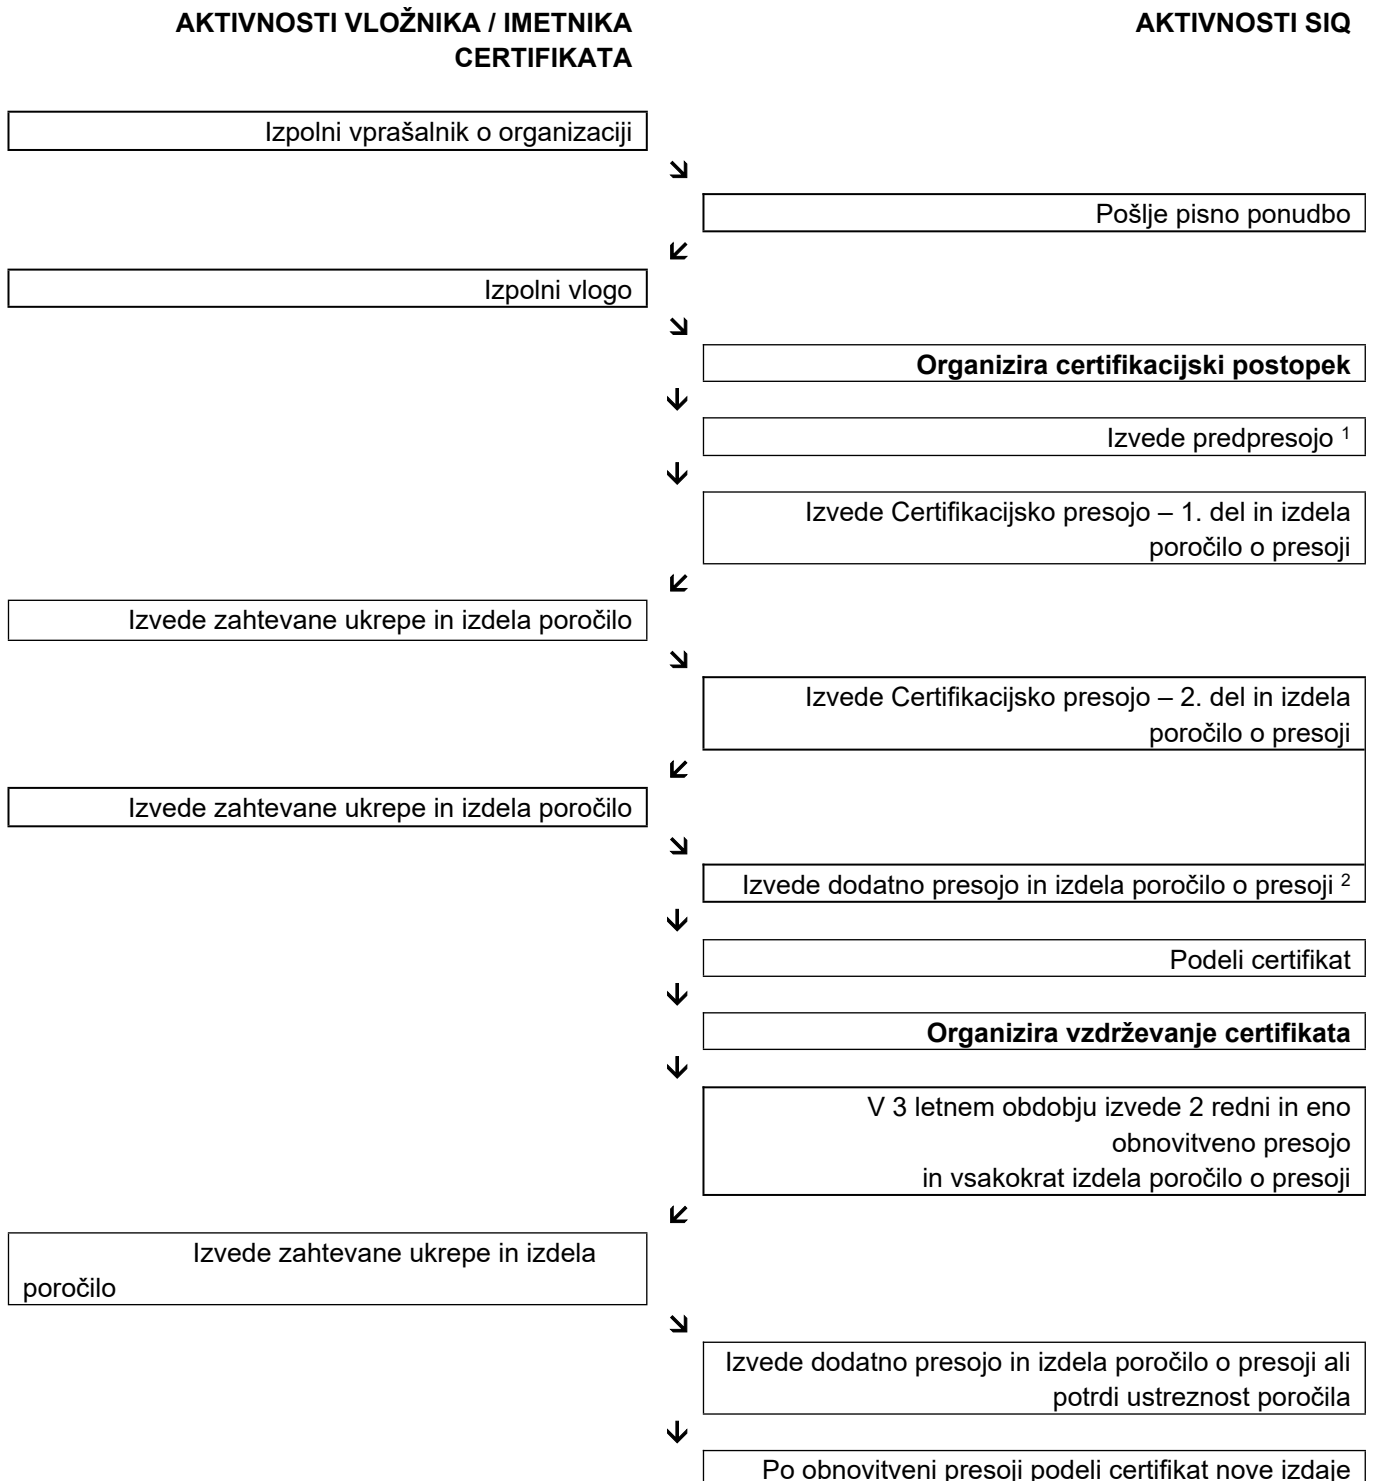 AKTIVNOSTI VLOŽNIKA / IMETNIKA
CERTIFIKATA
AKTIVNOSTI SIQ
Izpolni vprašalnik o organizaciji
Pošlje pisno ponudbo
Izpolni vlogo
Organizira certifikacijski postopek
Izvede predpresojo 1
Izvede Certifikacijsko presojo – 1. del in izdela
poročilo o presoji
Izvede zahtevane ukrepe in izdela poročilo
Izvede Certifikacijsko presojo – 2. del in izdela
poročilo o presoji
Izvede zahtevane ukrepe in izdela poročilo
Izvede dodatno presojo in izdela poročilo o presoji 2
Podeli certifikat
Organizira vzdrževanje certifikata
V 3 letnem obdobju izvede 2 redni in eno
obnovitveno presojo
in vsakokrat izdela poročilo o presoji
Izvede zahtevane ukrepe in izdela
poročilo
Izvede dodatno presojo in izdela poročilo o presoji ali
potrdi ustreznost poročila
Po obnovitveni presoji podeli certifikat nove izdaje